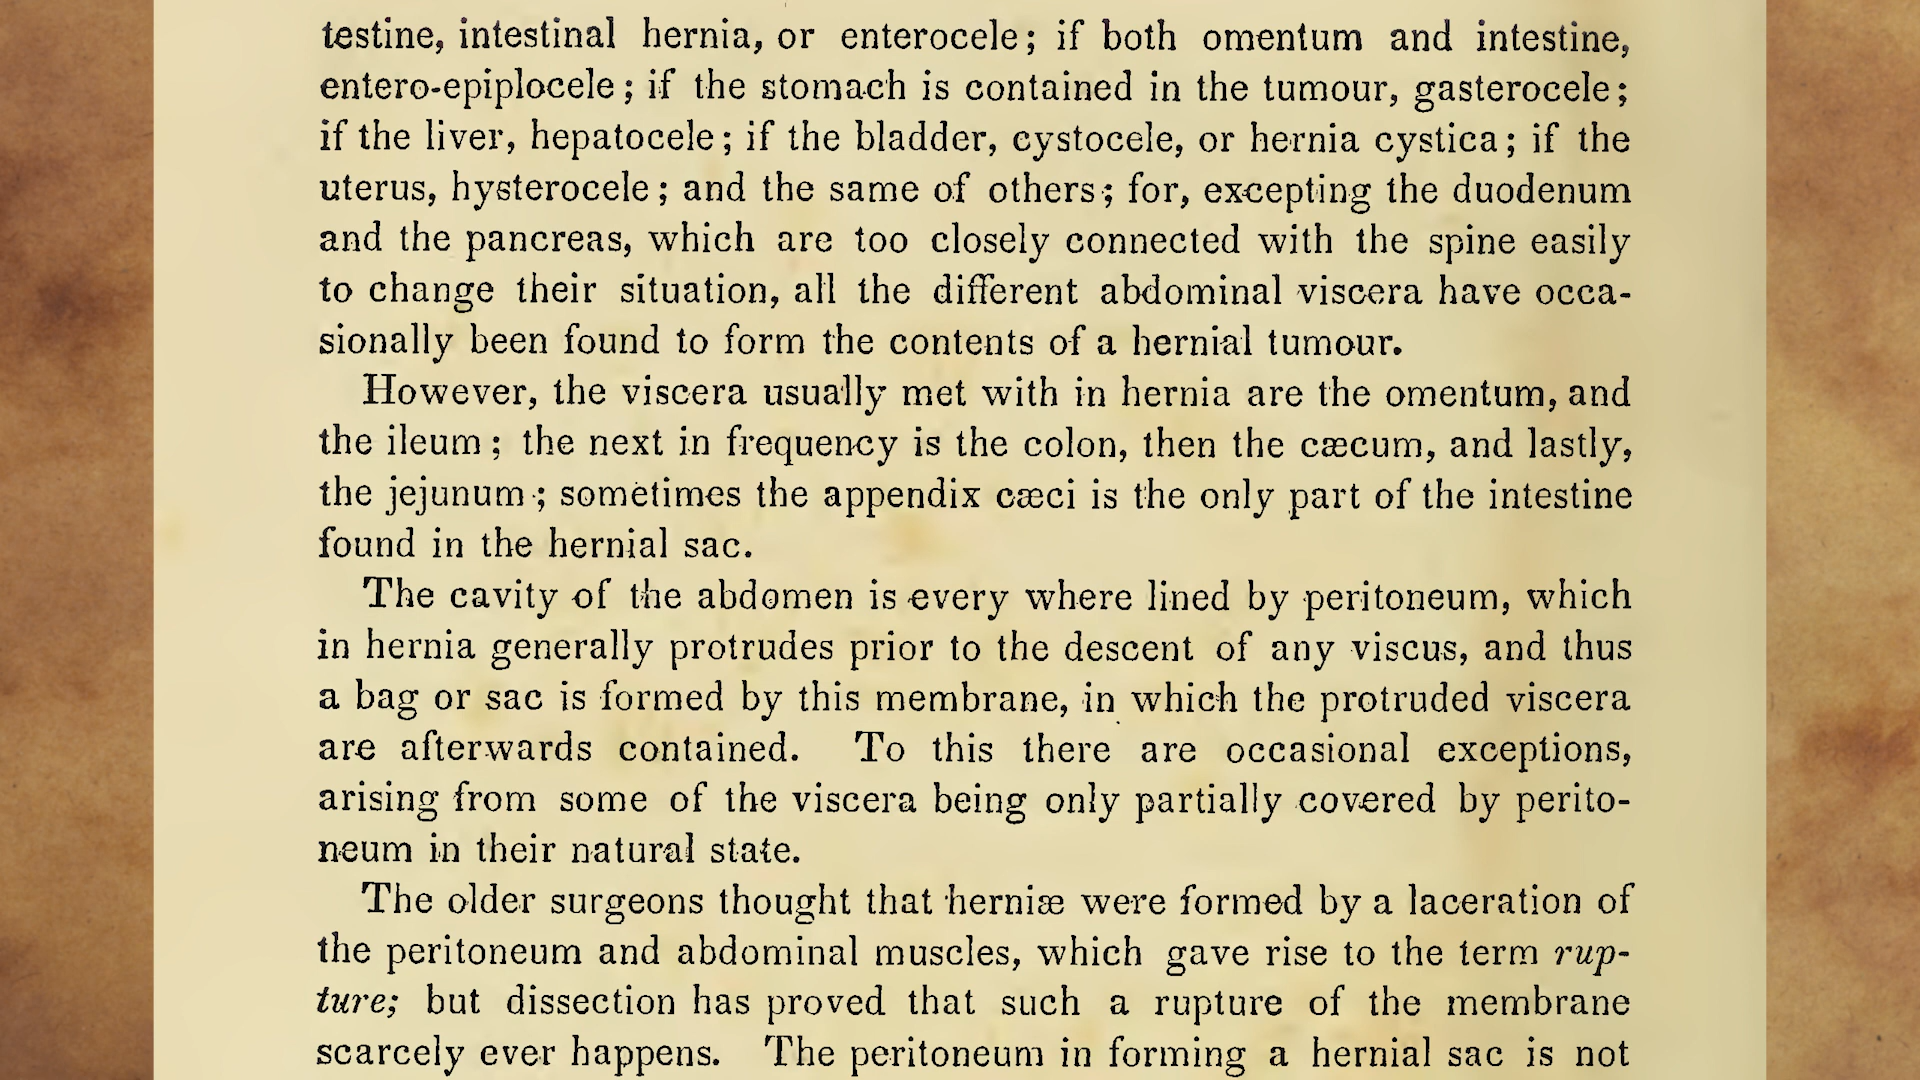 testine, intestinal hernia, or enterocele; if both omentum and intestine,
entero-epiplocele; if the stomach is contained in the tumour, gasterocele;
if the liver, hepatocele; if the bladder, cystocele, or hernia cystica; if the
uterus, hysterocele; and the same of others; for, excepting the duodenum
and the pancreas, which are too closely connected with the spine easily
to change their situation, all the different abdominal viscera have occa-
sionally been found to form the contents of a hernial tumour.
However, the viscera usually met with in hernia are the omentum, and
the ileum; the next in frequency is the colon, then the cæcum, and lastly,
the jejunum; sometimes the appendix cæci is the only part of the intestine
found in the hernial sac.
The cavity of the abdomen is every where lined by peritoneum, which
in hernia generally protrudes prior to the descent of any viscus, and thus
a bag or sac is formed by this membrane, in which the protruded viscera
are afterwards contained. To this there are occasional exceptions,
arising from some of the viscera being only partially covered by perito-
neum in their natural state.
The older surgeons thought that herniæ were formed by a laceration of
the peritoneum and abdominal muscles, which gave rise to the term rup-
ture; but dissection has proved that such a rupture of the membrane
scarcely ever happens. The peritoneum in forming a hernial sac is not